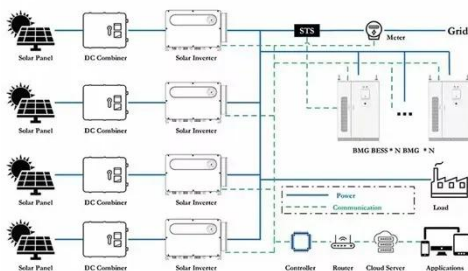 STS
Meter
Grid
Solar Panel
DC Combiner
Solar Inverter
Solar Panel
DC Combiner
Solar Inverter
BMG BESS * N BMG * N
Solar Panel
DC Combiner
Solar Inverter
Power
Communication
Load
Solar Panel
DC Combiner
Solar Inverter
Controller
Router
Cloud Server
Applications